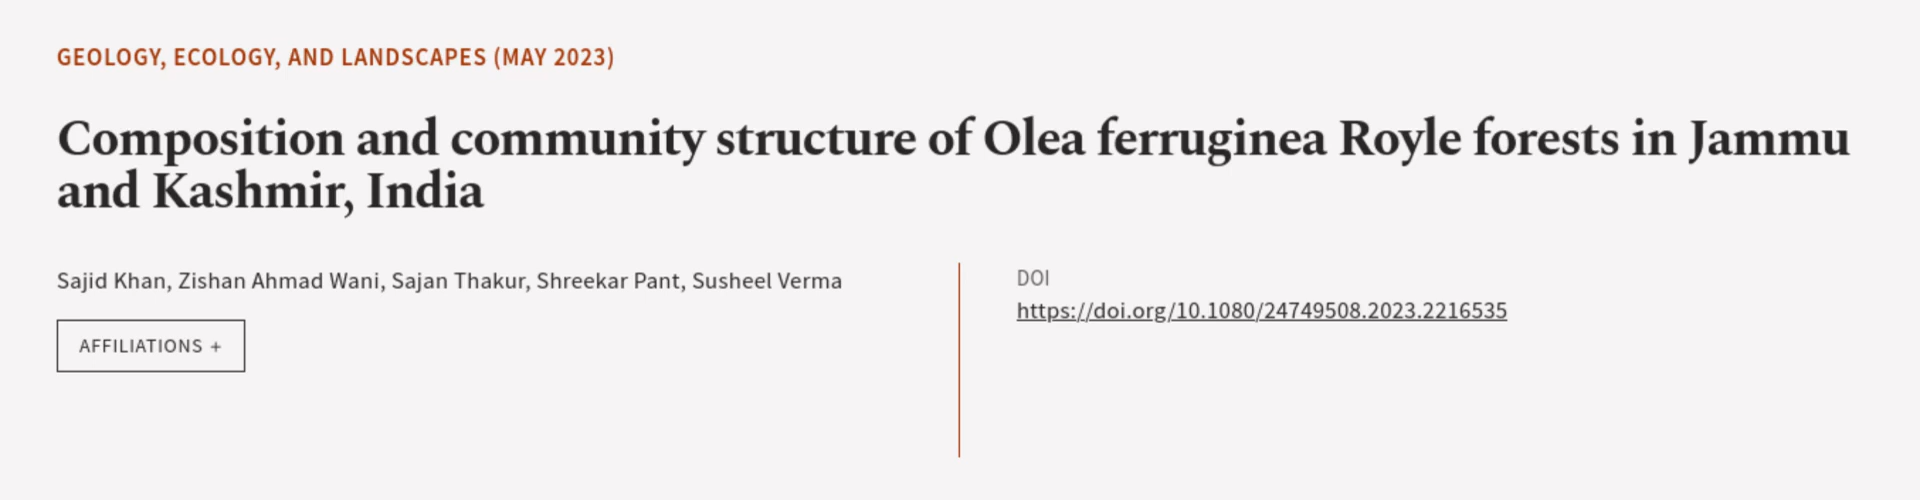 GEOLOGY, ECOLOGY, AND LANDSCAPES (MAY 2023)
Composition and community structure of Olea ferruginea Royle forests in Jammu
and Kashmir, India
Sajid Khan, Zishan Ahmad Wani, Sajan Thakur, Shreekar Pant, Susheel Verma
AFFILIATIONS +
DOI
https://doi.org/10.1080/24749508.2023.2216535